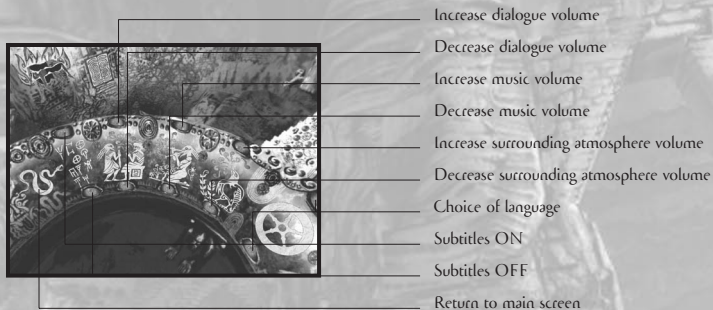 Increase dialogue volume
Decrease dialogue volume
Increase music volume
Decrease music volume
Increase surrounding atmosphere volume
Decrease surrounding atmosphere volume
Choice of language
Subtitles ON
Subtitles OFF
Return to main screen